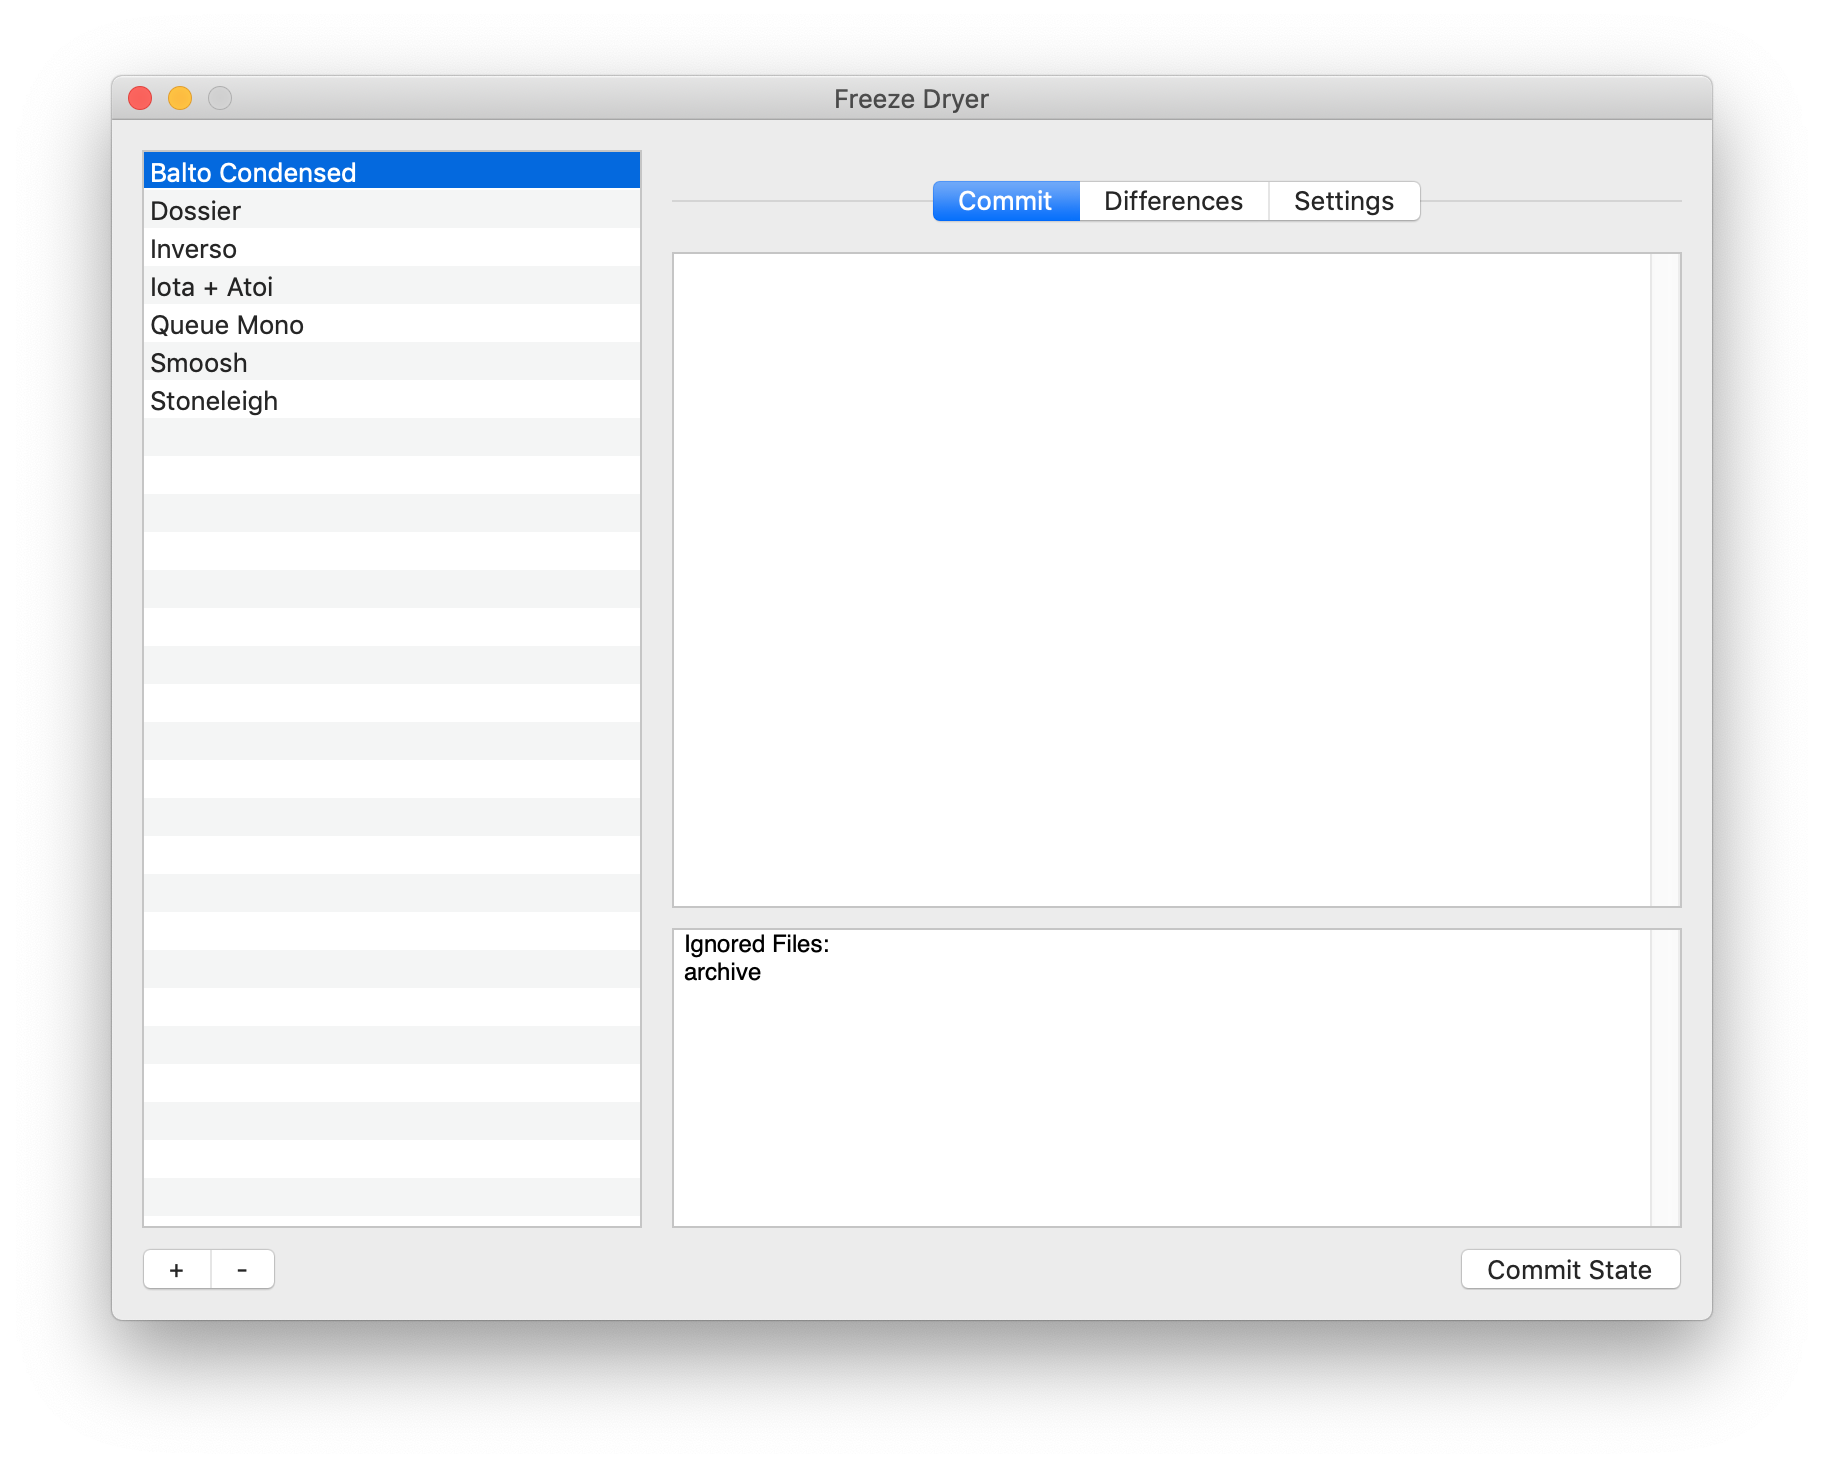 Freeze Dryer
Balto Condensed
Dossier
Inverso
Iota + Atoi
Queue Mono
Smoosh
Stoneleigh
+ -
Commit Differences Settings
Ignored Files:
archive
Commit State